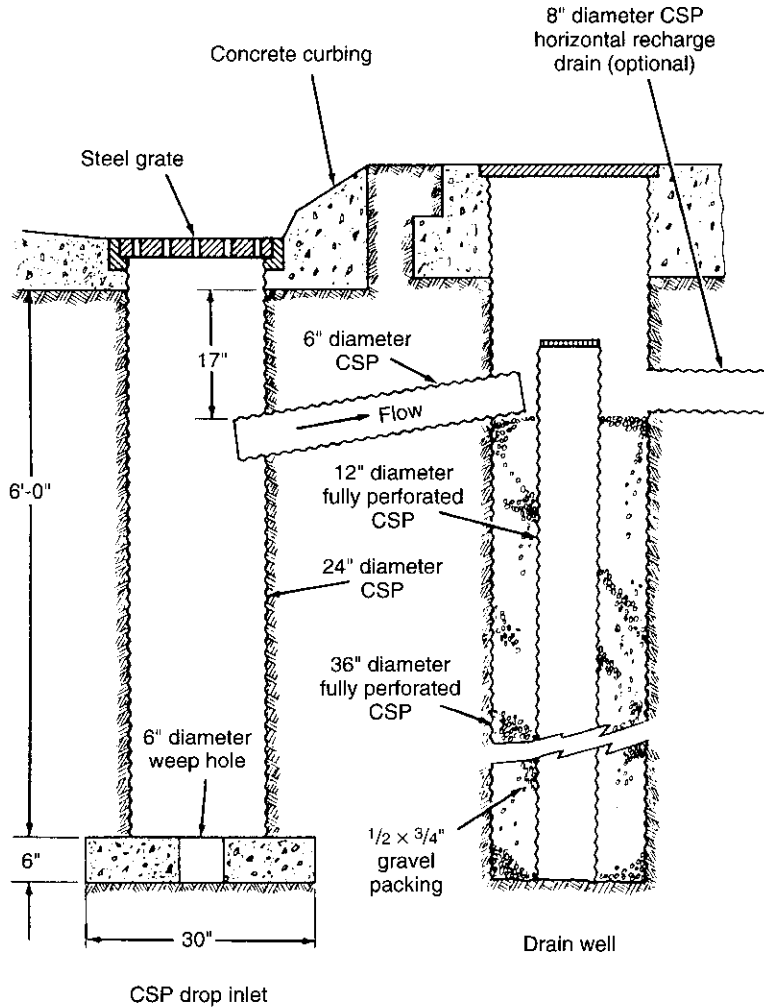 8" diameter CSP
horizontal recharge
drain (optional)
Concrete curbing
Steel grate
17"
6" diameter
CSP
Flow
6'-0"
12" diameter
fully perforated
CSP
24" diameter
CSP
36" diameter
fully perforated
CSP
6" diameter
weep hole
1/2 × 3/4"
gravel
packing
6"
30"
Drain well
CSP drop inlet